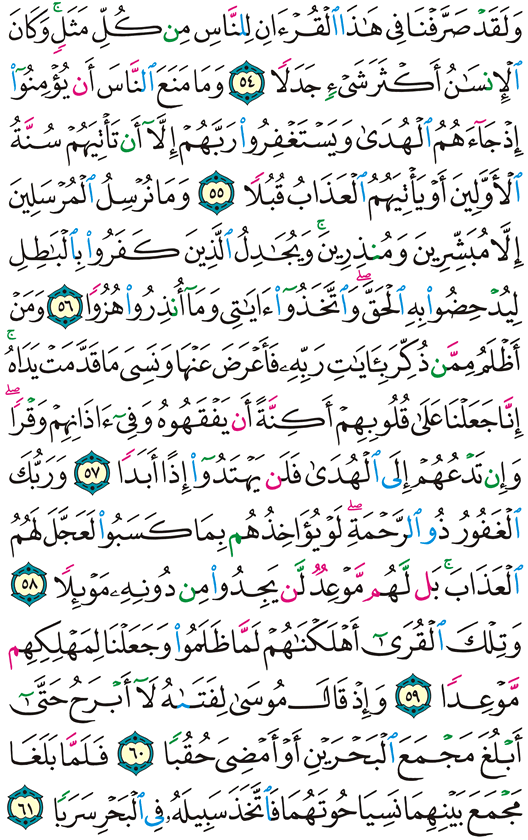 وَلَقَدْ صَرَّفْنَا فِي هَٰذَا ٱلْقُرْءَانِ لِلنَّاسِ مِن كُلِّ مَثَلٍۚ وَكَانَ
ٱلْإِنسَٰنُ أَكْثَرَ شَىْءٍ جَدَلًا ٥٤ وَمَا مَنَعَ ٱلنَّاسَ أَن يُؤْمِنُوٓا۟
إِذْ جَآءَهُمُ ٱلْهُدَىٰ وَيَسْتَغْفِرُوا۟ رَبَّهُمْ إِلَّآ أَن تَأْتِيَهُمْ سُنَّةُ
ٱلْأَوَّلِينَ أَوْ يَأْتِيَهُمُ ٱلْعَذَابُ قُبُلًا ٥٥ وَمَا نُرْسِلُ ٱلْمُرْسَلِينَ
إِلَّا مُبَشِّرِينَ وَمُنذِرِينَۚ وَيُجَٰدِلُ ٱلَّذِينَ كَفَرُوا۟ بِٱلْبَٰطِلِ
لِيُدْحِضُوا۟ بِهِ ٱلْحَقَّۖ وَٱتَّخَذُوٓا۟ ءَايَٰتِى وَمَآ أُنذِرُوا۟ هُزُوًا ٥٦ وَمَنْ
أَظْلَمُ مِمَّن ذُكِّرَ بِـَٔايَٰتِ رَبِّهِۦ فَأَعْرَضَ عَنْهَا وَنَسِىَ مَا قَدَّمَتْ يَدَاهُۚ
إِنَّا جَعَلْنَا عَلَىٰ قُلُوبِهِمْ أَكِنَّةً أَن يَفْقَهُوهُ وَفِىٓ ءَاذَانِهِمْ وَقْرًاۖ
وَإِن تَدْعُهُمْ إِلَى ٱلْهُدَىٰ فَلَن يَهْتَدُوٓا۟ إِذًا أَبَدًا ٥٧ وَرَبُّكَ
ٱلْغَفُورُ ذُو ٱلرَّحْمَةِۖ لَوْ يُؤَاخِذُهُم بِمَا كَسَبُوا۟ لَعَجَّلَ لَهُمُ
ٱلْعَذَابَۚ بَل لَّهُم مَّوْعِدٌ لَّن يَجِدُوا۟ مِن دُونِهِۦ مَوْئِلًا ٥٨
وَتِلْكَ ٱلْقُرَىٰٓ أَهْلَكْنَٰهُمْ لَمَّا ظَلَمُوا۟ وَجَعَلْنَا لِمَهْلِكِهِم
مَّوْعِدًا ٥٩ وَإِذْ قَالَ مُوسَىٰ لِفَتَىٰهُ لَآ أَبْرَحُ حَتَّىٰٓ
أَبْلُغَ مَجْمَعَ ٱلْبَحْرَيْنِ أَوْ أَمْضِىَ حُقُبًا ٦٠ فَلَمَّا بَلَغَا
مَجْمَعَ بَيْنِهِمَا نَسِيَا حُوتَهُمَا فَٱتَّخَذَ سَبِيلَهُۥ فِى ٱلْبَحْرِ سَرَبًا ٦١